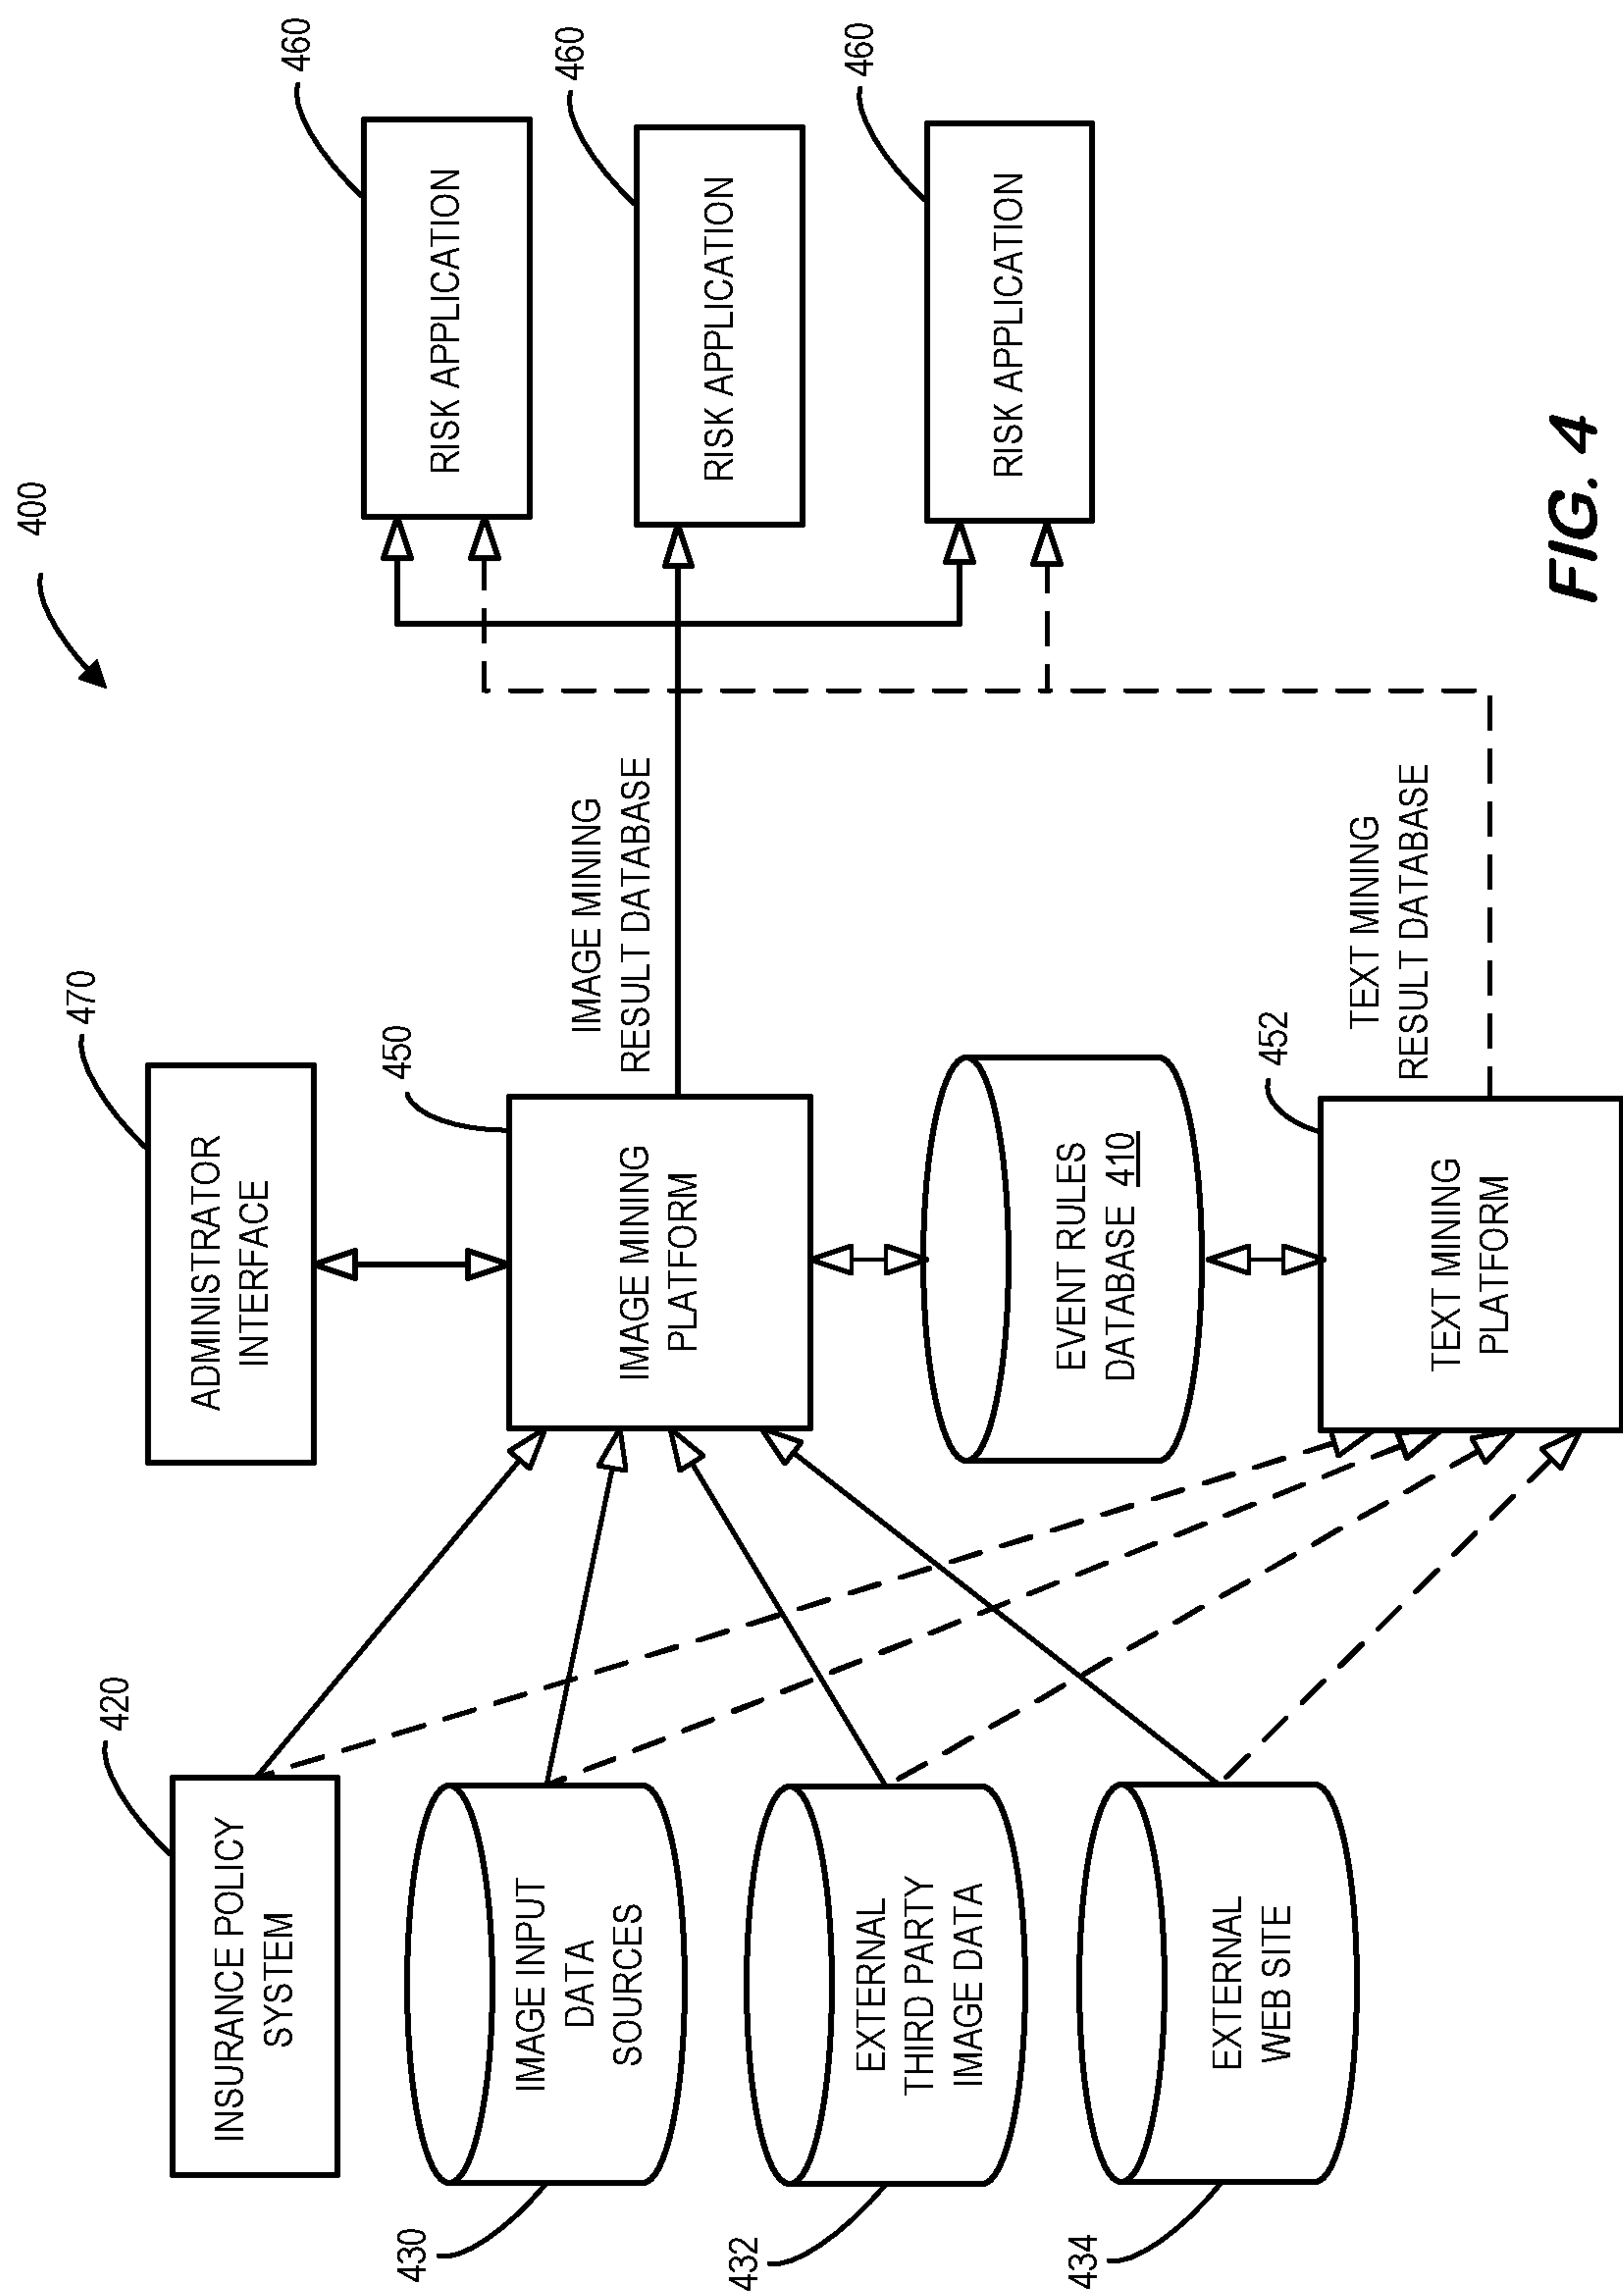 400
420
INSURANCE POLICY
SYSTEM
430
IMAGE INPUT
DATA
SOURCES
432
EXTERNAL
THIRD PARTY
IMAGE DATA
434
EXTERNAL
WEB SITE
470
ADMINISTRATOR
INTERFACE
450
IMAGE MINING
PLATFORM
EVENT RULES
DATABASE 410
452
TEXT MINING
PLATFORM
IMAGE MINING
RESULT DATABASE
TEXT MINING
RESULT DATABASE
460
RISK APPLICATION
460
RISK APPLICATION
460
RISK APPLICATION
FIG. 4